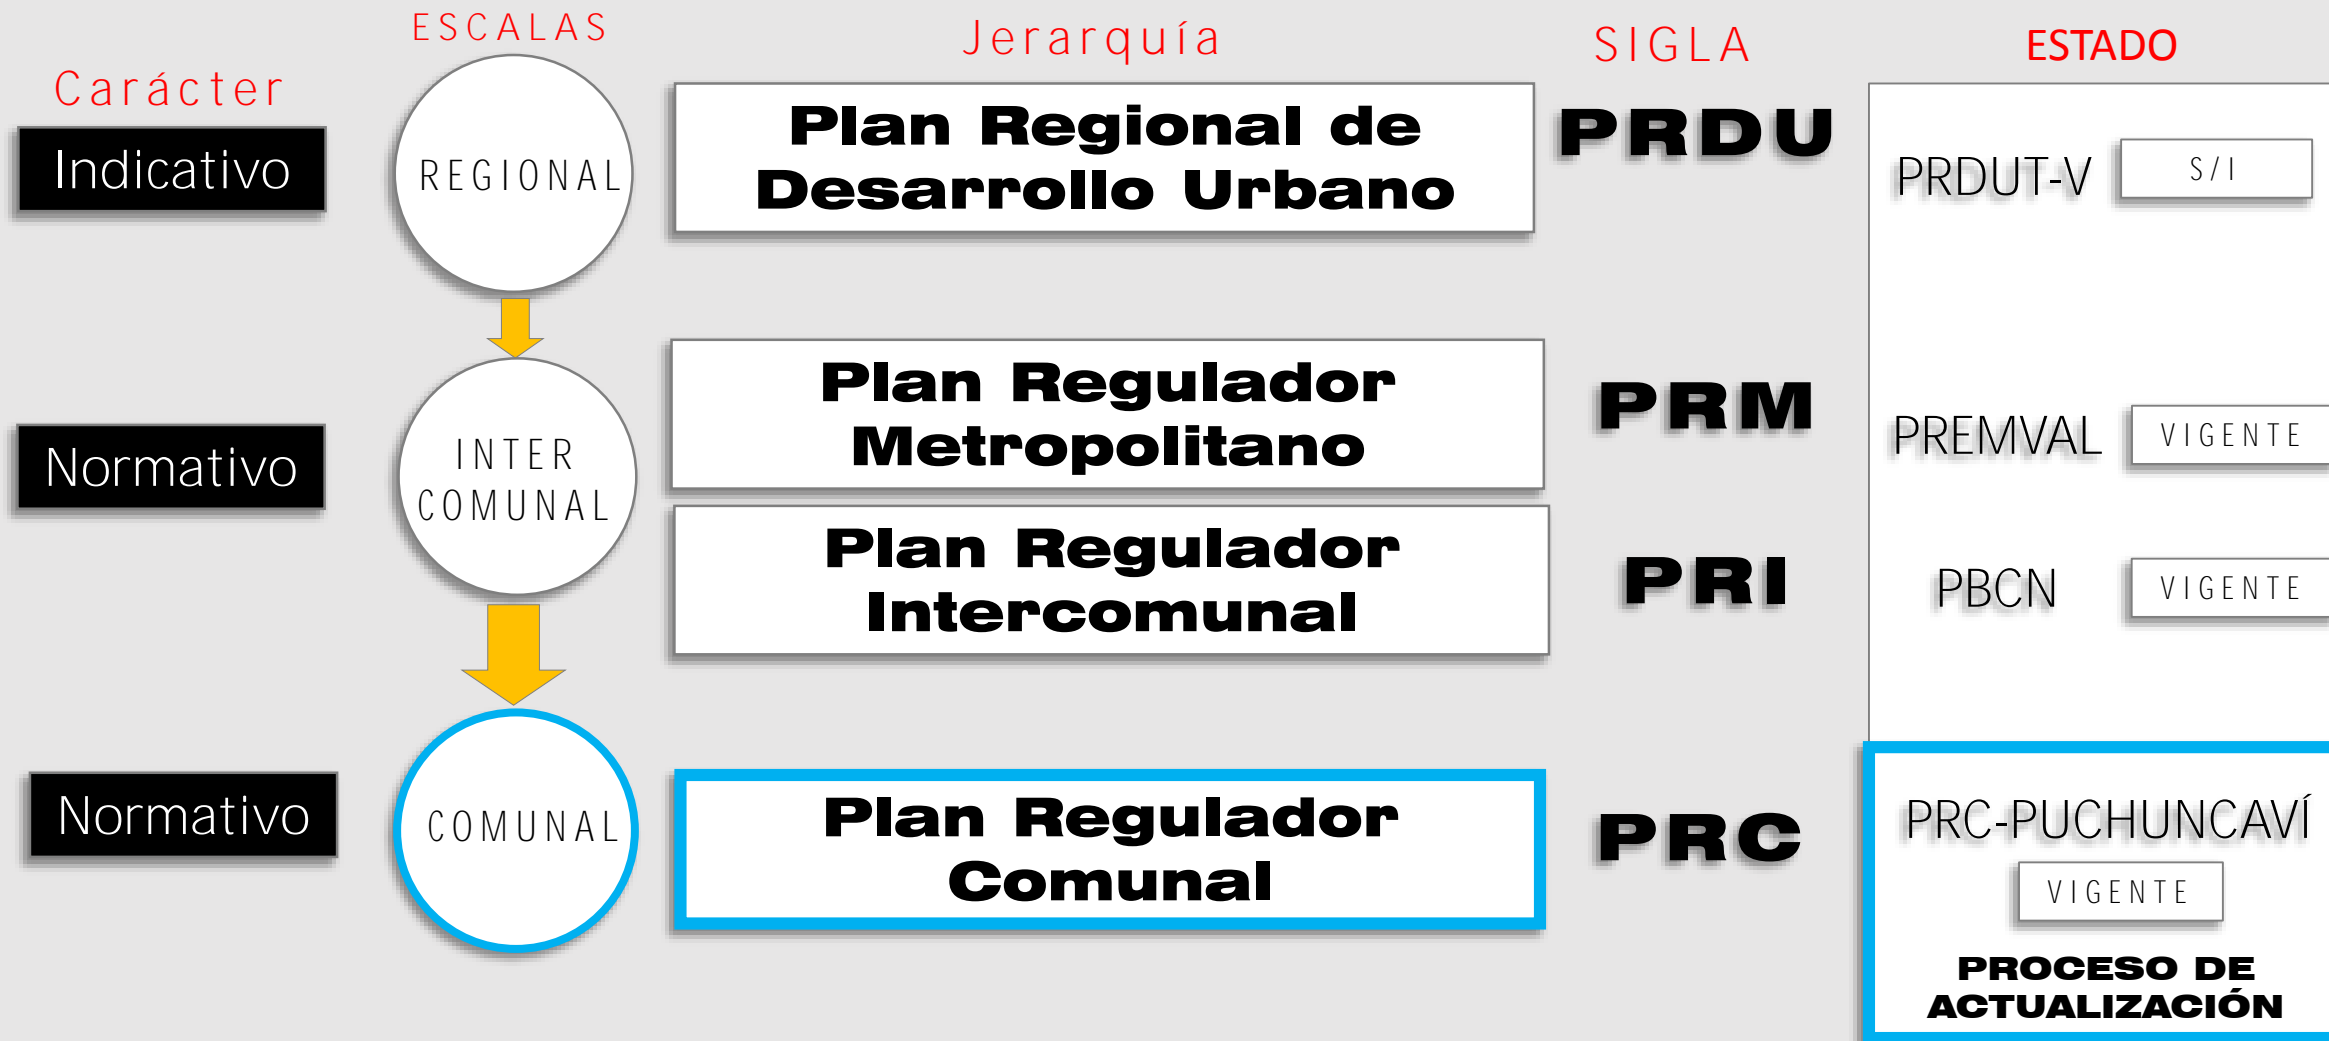 Carácter
ESCALAS
Jerarquía
SIGLA
ESTADO
Indicativo
REGIONAL
Plan Regional de
Desarrollo Urbano
PRDU
PRDUT-V
S/I
Normativo
INTER
COMUNAL
Plan Regulador
Metropolitano
PRM
PREMVAL
VIGENTE
Plan Regulador
Intercomunal
PRI
PBCN
VIGENTE
Normativo
COMUNAL
Plan Regulador
Comunal
PRC
PRC-PUCHUNCAVÍ
VIGENTE
PROCESO DE
ACTUALIZACIÓN